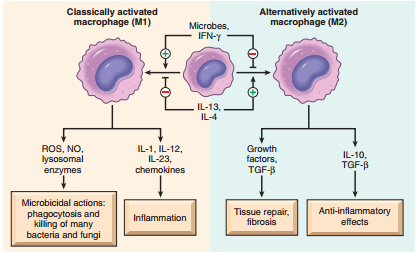 Classically activated
macrophage (M1)
Alternatively activated
macrophage (M2)
Microbes,
IFN-γ
+
−
−
+
IL-13,
IL-4
ROS, NO,
lysosomal
enzymes
IL-1, IL-12,
IL-23,
chemokines
Growth
factors,
TGF-β
IL-10,
TGF-β
Microbicidal actions:
phagocytosis and
killing of many
bacteria and fungi
Inflammation
Tissue repair,
fibrosis
Anti-inflammatory
effects